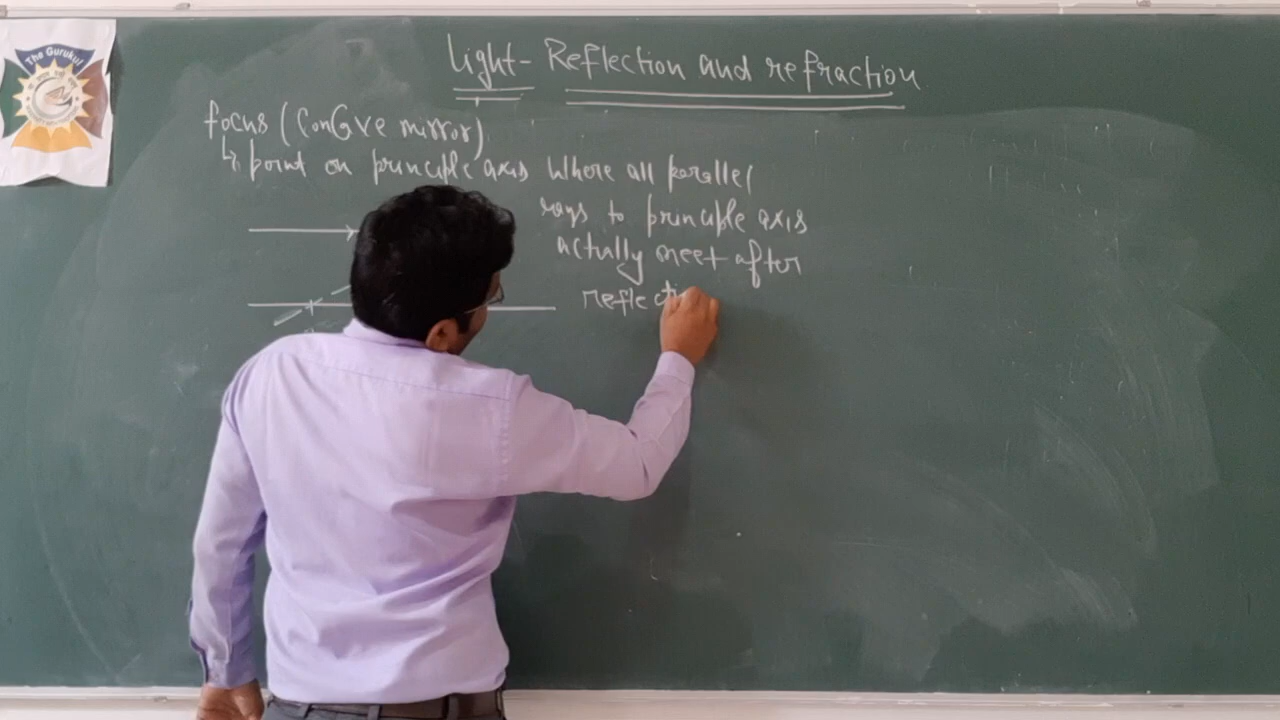 The Gurukul
Light- Reflection and refraction
focus (Concave mirror)
↳ point on principle axis where all parallel
rays to principle axis
actually meet after
reflecti